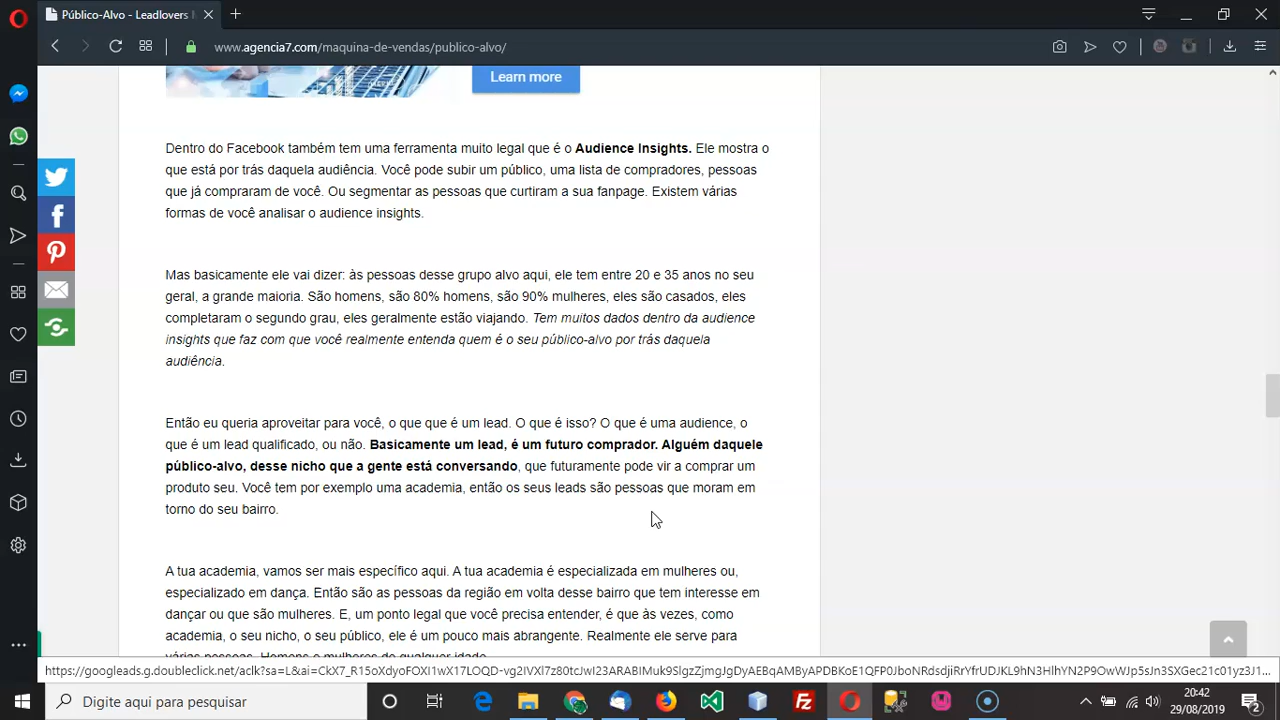 Público-Alvo - Leadlovers
www.agencia7.com/maquina-de-vendas/publico-alvo/
Learn more
Dentro do Facebook também tem uma ferramenta muito legal que é o Audience Insights. Ele mostra o
que está por trás daquela audiência. Você pode subir um público, uma lista de compradores, pessoas
que já compraram de você. Ou segmentar as pessoas que curtiram a sua fanpage. Existem várias
formas de você analisar o audience insights.
Mas basicamente ele vai dizer: às pessoas desse grupo alvo aqui, ele tem entre 20 e 35 anos no seu
geral, a grande maioria. São homens, são 80% homens, são 90% mulheres, eles são casados, eles
completaram o segundo grau, eles geralmente estão viajando. Tem muitos dados dentro da audience
insights que faz com que você realmente entenda quem é o seu público-alvo por trás daquela
audiência.
Então eu queria aproveitar para você, o que que é um lead. O que é isso? O que é uma audience, o
que é um lead qualificado, ou não. Basicamente um lead, é um futuro comprador. Alguém daquele
público-alvo, desse nicho que a gente está conversando, que futuramente pode vir a comprar um
produto seu. Você tem por exemplo uma academia, então os seus leads são pessoas que moram em
torno do seu bairro.
A tua academia, vamos ser mais específico aqui. A tua academia é especializada em mulheres ou,
especializado em dança. Então são as pessoas da região em volta desse bairro que tem interesse em
dançar ou que são mulheres. E, um ponto legal que você precisa entender, é que às vezes, como
academia, o seu nicho, o seu público, ele é um pouco mais abrangente. Realmente ele serve para
várias pessoas. Homens e mulheres de qualquer idade
Digite aqui para pesquisar
20:42
29/08/2019
2